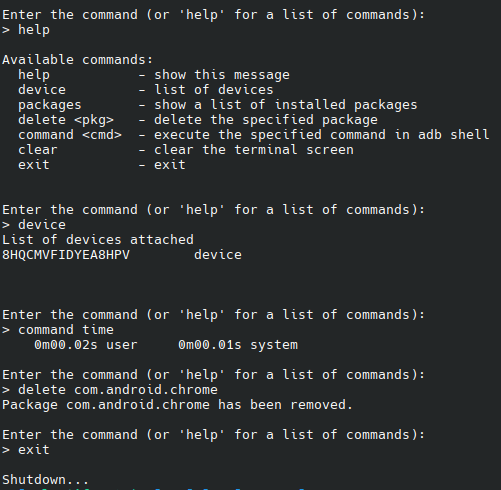 Enter the command (or 'help' for a list of commands):
> help
Available commands:
help          - show this message
device        - list of devices
packages      - show a list of installed packages
delete <pkg>  - delete the specified package
command <cmd> - execute the specified command in adb shell
clear         - clear the terminal screen
exit          - exit
Enter the command (or 'help' for a list of commands):
> device
List of devices attached
8HQCMVFIDYEA8HPV        device
Enter the command (or 'help' for a list of commands):
> command time
0m00.02s user     0m00.01s system
Enter the command (or 'help' for a list of commands):
> delete com.android.chrome
Package com.android.chrome has been removed.
Enter the command (or 'help' for a list of commands):
> exit
Shutdown...